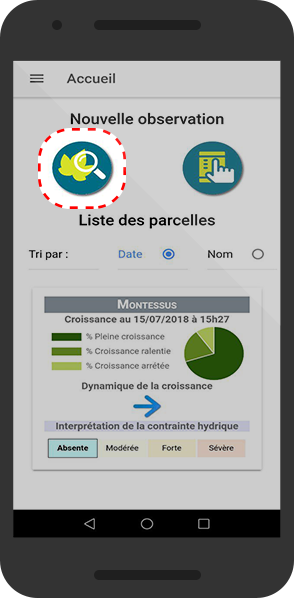 Accueil
Nouvelle observation
Liste des parcelles
Tri par : Date Nom
MONTESSUS
Croissance au 15/07/2018 à 15h27
% Pleine croissance
% Croissance ralentie
% Croissance arrêtée
Dynamique de la croissance
Interprétation de la contrainte hydrique
Absente Modérée Forte Sévère